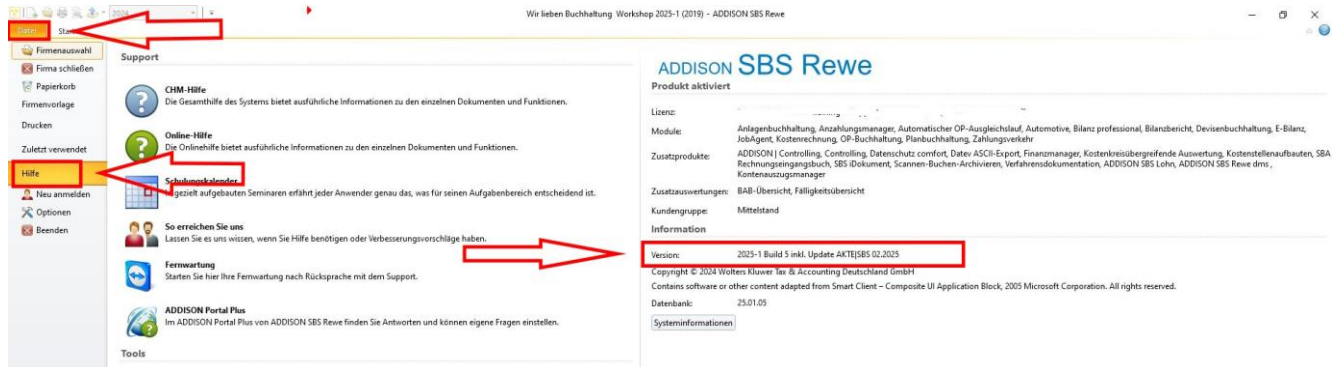 2024
Wir lieben Buchhaltung Workshop 2025-1 (2019) - ADDISON SBS Rewe
Datei
Firmenauswahl
Firma schließen
Papierkorb
Firmenvorlage
Drucken
Zuletzt verwendet
Hilfe
Neu anmelden
Optionen
Beenden
Support
CHM-Hilfe
Die Gesamthilfe des Systems bietet ausführliche Informationen zu den einzelnen Dokumenten und Funktionen.
Online-Hilfe
Die Onlinehilfe bietet ausführliche Informationen zu den einzelnen Dokumenten und Funktionen.
Schulungskalender
gezielt aufgebauten Seminaren erfährt jeder Anwender genau das, was für seinen Aufgabenbereich entscheidend ist.
So erreichen Sie uns
Lassen Sie es uns wissen, wenn Sie Hilfe benötigen oder Verbesserungsvorschläge haben.
Fernwartung
Starten Sie hier Ihre Fernwartung nach Rücksprache mit dem Support.
ADDISON Portal Plus
Im ADDISON Portal Plus von ADDISON SBS Rewe finden Sie Antworten und können eigene Fragen einstellen.
Tools
ADDISON SBS Rewe
Produkt aktiviert
Lizenz:
Module: Anlagenbuchhaltung, Anzahlungsmanager, Automatischer OP-Ausgleichslauf, Automotive, Bilanz professional, Bilanzbericht, Devisenbuchhaltung, E-Bilanz,
JobAgent, Kostenrechnung, OP-Buchhaltung, Planbuchhaltung, Zahlungsverkehr
Zusatzprodukte: ADDISON | Controlling, Controlling, Datenschutz comfort, Datev ASCII-Export, Finanzmanager, Kostenkreisübergreifende Auswertung, Kostenstellenaufbauten, SBA
Rechnungseingangsbuch, SBS iDokument, Scannen-Buchen-Archivieren, Verfahrensdokumentation, ADDISON SBS Lohn, ADDISON SBS Rewe dms ,
Kontenauszugsmanager
Zusatzauswertungen: BAB-Übersicht, Fälligkeitsübersicht
Kundengruppe: Mittelstand
Information
Version: 2025-1 Build 5 inkl. Update AKTE|SBS 02.2025
Copyright © 2024 Wolters Kluwer Tax & Accounting Deutschland GmbH
Contains software or other content adapted from Smart Client – Composite UI Application Block, 2005 Microsoft Corporation. All rights reserved.
Datenbank: 25.01.05
Systeminformationen